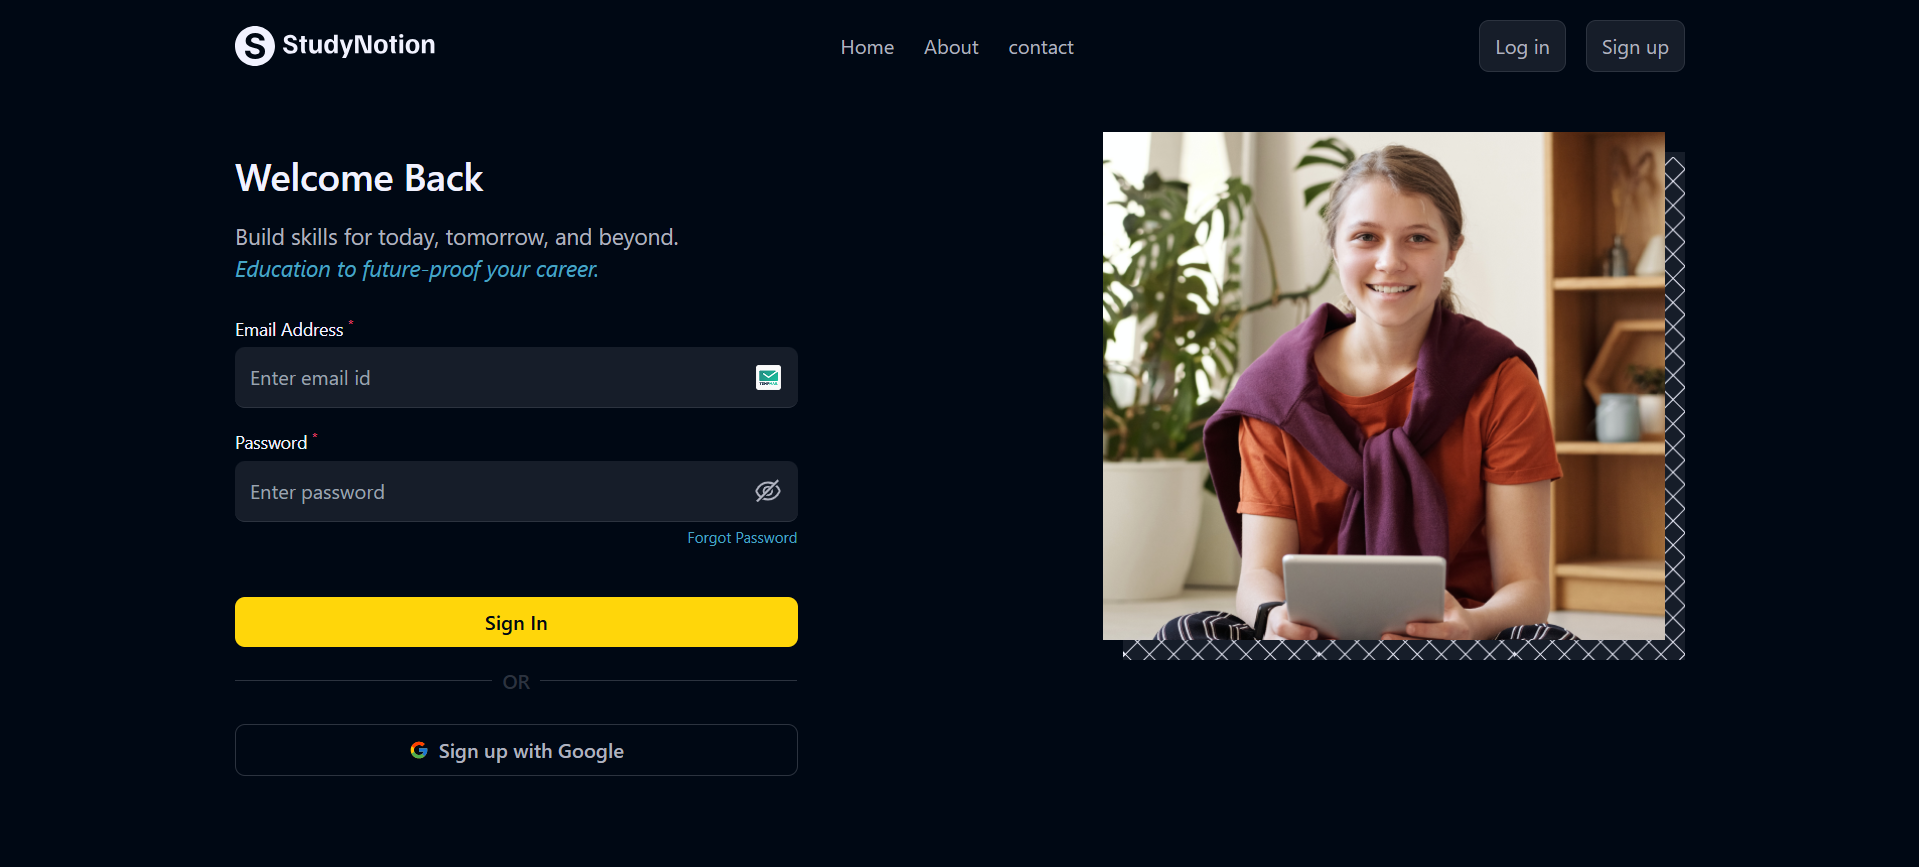 StudyNotion
Home
About
contact
Log in
Sign up
Welcome Back
Build skills for today, tomorrow, and beyond.
Education to future-proof your career.
Email Address *
Enter email id
Password *
Enter password
Forgot Password
Sign In
OR
Sign up with Google